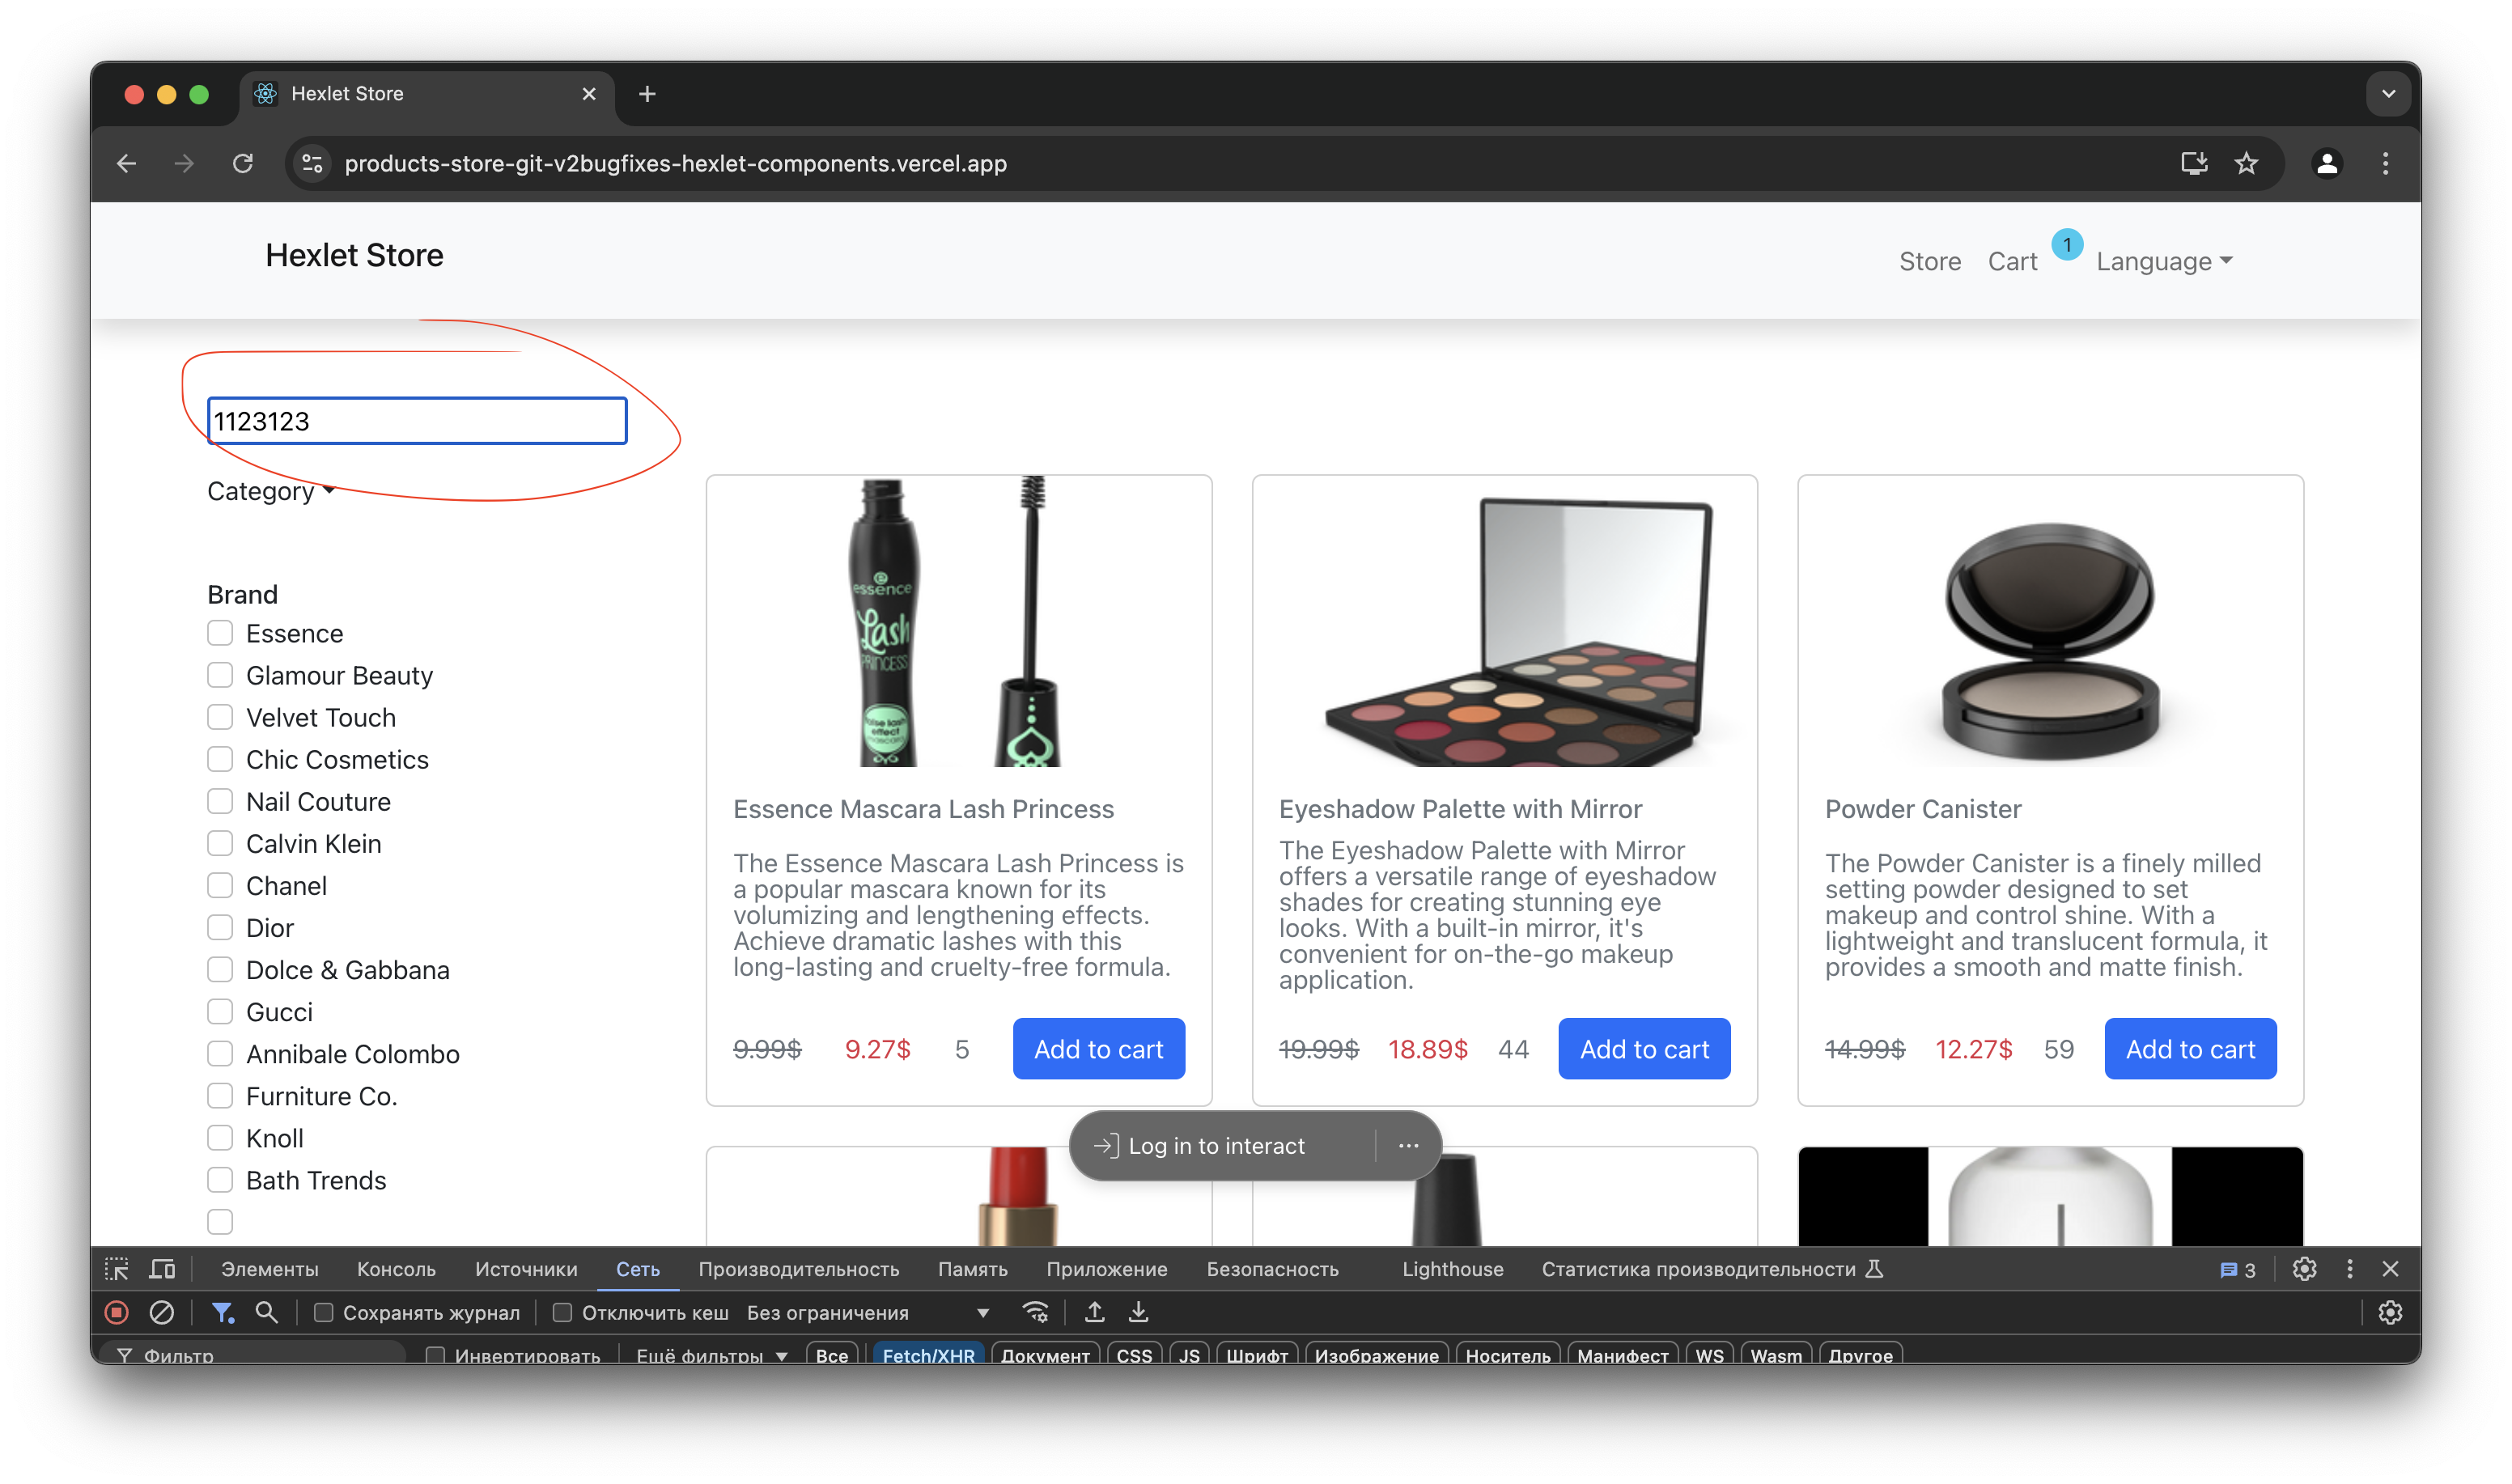 Hexlet Store
products-store-git-v2bugfixes-hexlet-components.vercel.app
Hexlet Store
Store Cart 1 Language
1123123
Category
Brand
Essence
Glamour Beauty
Velvet Touch
Chic Cosmetics
Nail Couture
Calvin Klein
Chanel
Dior
Dolce & Gabbana
Gucci
Annibale Colombo
Furniture Co.
Knoll
Bath Trends
essence
Lash
PRINCESS
false lash
effect
mascara
Essence Mascara Lash Princess
The Essence Mascara Lash Princess is
a popular mascara known for its
volumizing and lengthening effects.
Achieve dramatic lashes with this
long-lasting and cruelty-free formula.
9.99$ 9.27$ 5 Add to cart
Eyeshadow Palette with Mirror
The Eyeshadow Palette with Mirror
offers a versatile range of eyeshadow
shades for creating stunning eye
looks. With a built-in mirror, it's
convenient for on-the-go makeup
application.
19.99$ 18.89$ 44 Add to cart
Powder Canister
The Powder Canister is a finely milled
setting powder designed to set
makeup and control shine. With a
lightweight and translucent formula, it
provides a smooth and matte finish.
14.99$ 12.27$ 59 Add to cart
Log in to interact
Элементы Консоль Источники Сеть Производительность Память Приложение Безопасность Lighthouse Статистика производительности 3
Сохранять журнал Отключить кеш Без ограничения
Фильтр Инвертировать Ещё фильтры Все Fetch/XHR Документ CSS JS Шрифт Изображение Носитель Манифест WS Wasm Другое